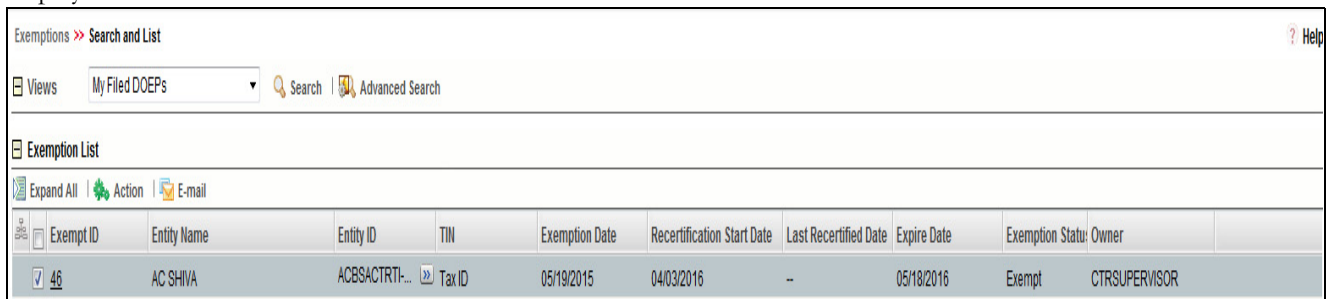 Exemptions >> Search and List ? Help
Views My Filed DOEPs Search | Advanced Search
Exemption List
Expand All | Action | E-mail
Exempt ID Entity Name Entity ID TIN Exemption Date Recertification Start Date Last Recertified Date Expire Date Exemption Status Owner
46 AC SHIVA ACBSACTRTI-... >> Tax ID 05/19/2015 04/03/2016 -- 05/18/2016 Exempt CTRSUPERVISOR